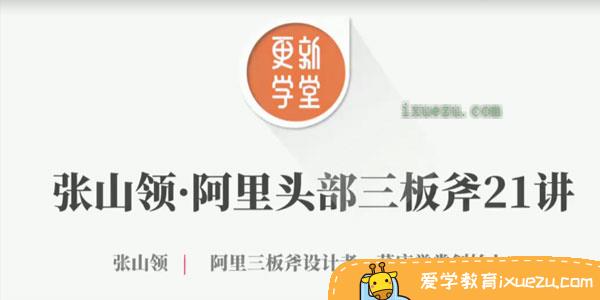 更新
学堂
ixuezu.com
张山领·阿里头部三板斧21讲
张山领 | 阿里三板斧设计者
爱学教育ixuezu.com